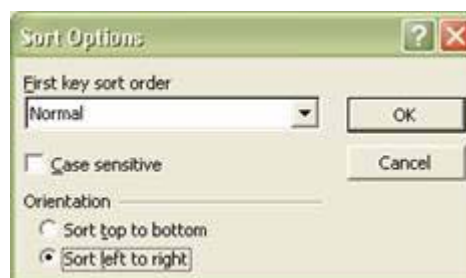 Sort Options
First key sort order
Normal
OK
Case sensitive
Cancel
Orientation
Sort top to bottom
Sort left to right